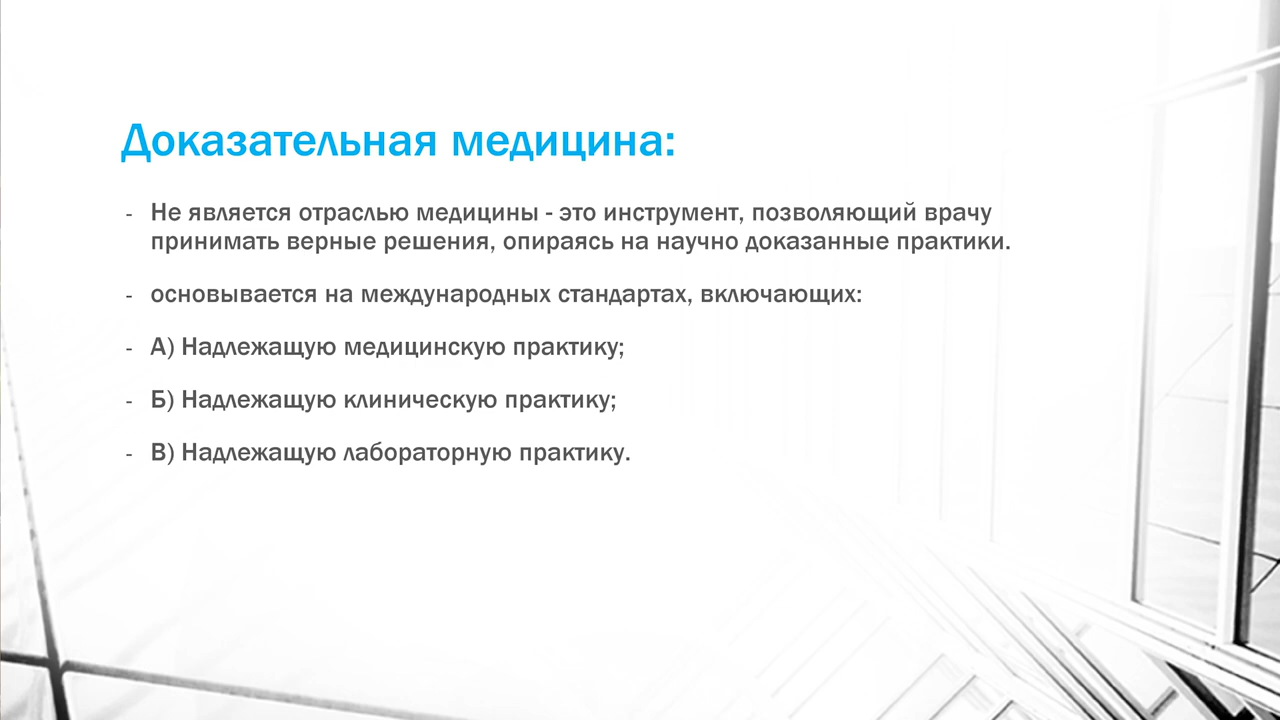 Доказательная медицина:
- Не является отраслью медицины - это инструмент, позволяющий врачу
принимать верные решения, опираясь на научно доказанные практики.
- основывается на международных стандартах, включающих:
- А) Надлежащую медицинскую практику;
- Б) Надлежащую клиническую практику;
- В) Надлежащую лабораторную практику.